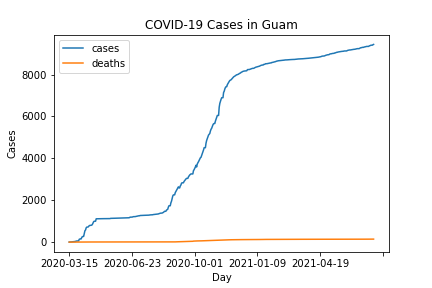 COVID-19 Cases in Guam
cases
deaths
8000
6000
4000
2000
0
Cases
2020-03-15 2020-06-23 2020-10-01 2021-01-09 2021-04-19
Day